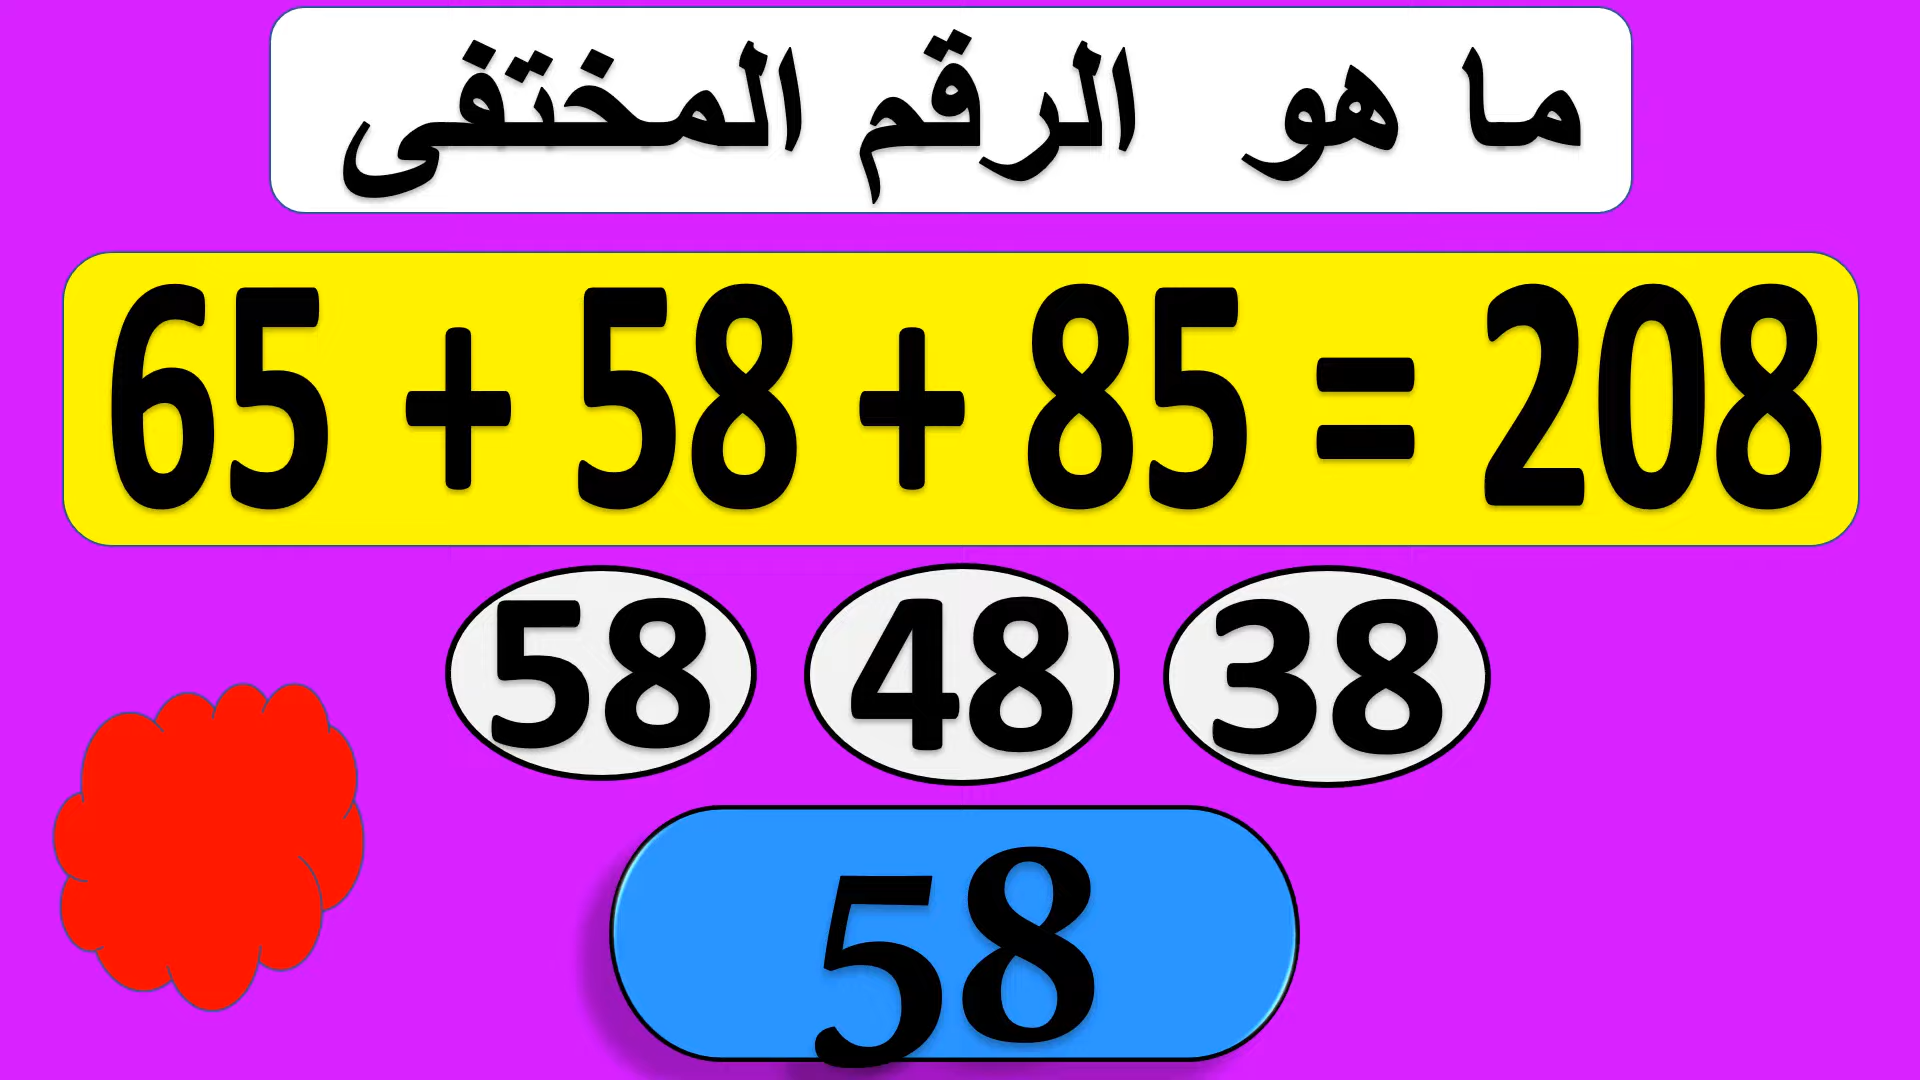 ما هو الرقم المختفى
65 + 58 + 85 = 208
58 48 38
58